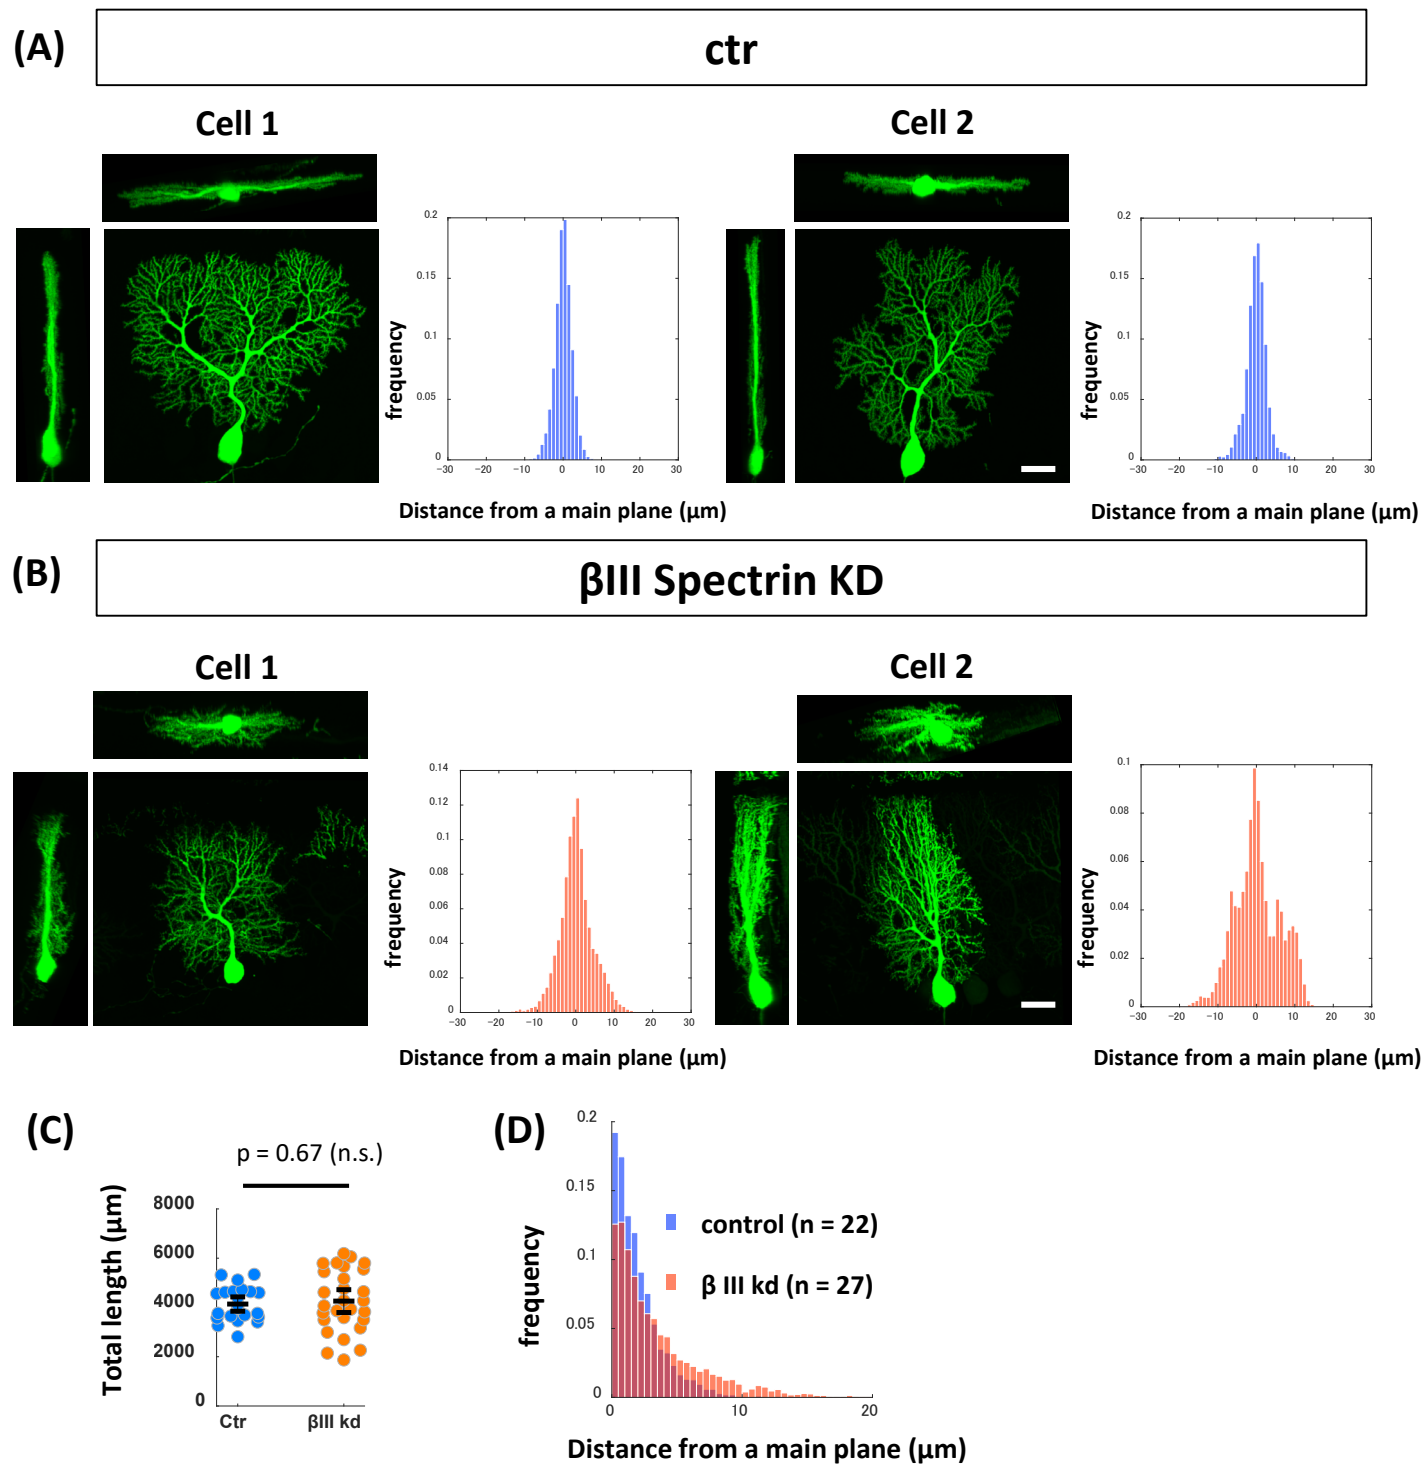 (A)
ctr
Cell 1
Cell 2
0.2
0.15
0.1
0.05
0
frequency
-30
-20
-10
0
10
20
30
Distance from a main plane (μm)
0.2
0.15
0.1
0.05
0
frequency
-30
-20
-10
0
10
20
30
Distance from a main plane (μm)
(B)
βIII Spectrin KD
Cell 1
Cell 2
0.14
0.12
0.1
0.08
0.06
0.04
0.02
0
frequency
-30
-20
-10
0
10
20
30
Distance from a main plane (μm)
0.1
0.08
0.06
0.04
0.02
0
frequency
-30
-20
-10
0
10
20
30
Distance from a main plane (μm)
(C)
p = 0.67 (n.s.)
Total length (μm)
8000
6000
4000
2000
0
Ctr
βIII kd
(D)
0.2
0.15
0.1
0.05
0
frequency
control (n = 22)
β III kd (n = 27)
0
10
20
Distance from a main plane (μm)